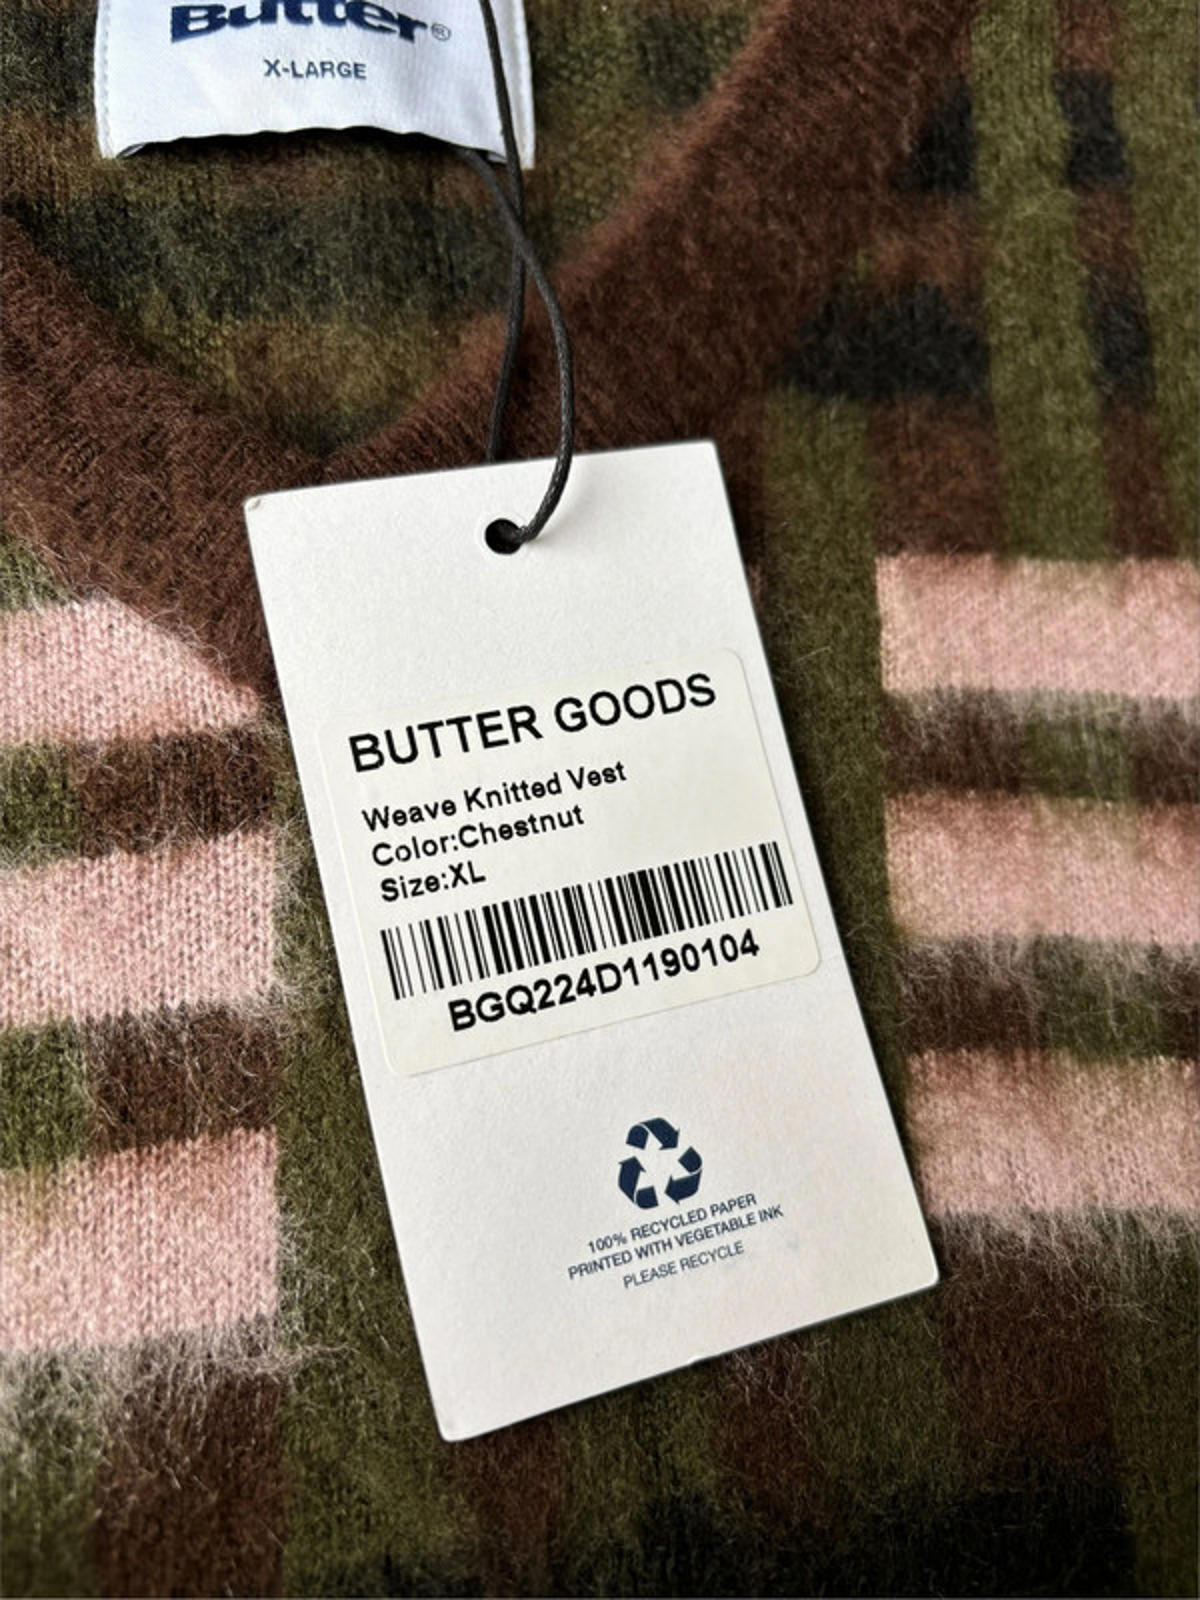 Butter®
X-LARGE
BUTTER GOODS
Weave Knitted Vest
Color:Chestnut
Size:XL
BGQ224D1190104
100% RECYCLED PAPER
PRINTED WITH VEGETABLE INK
PLEASE RECYCLE